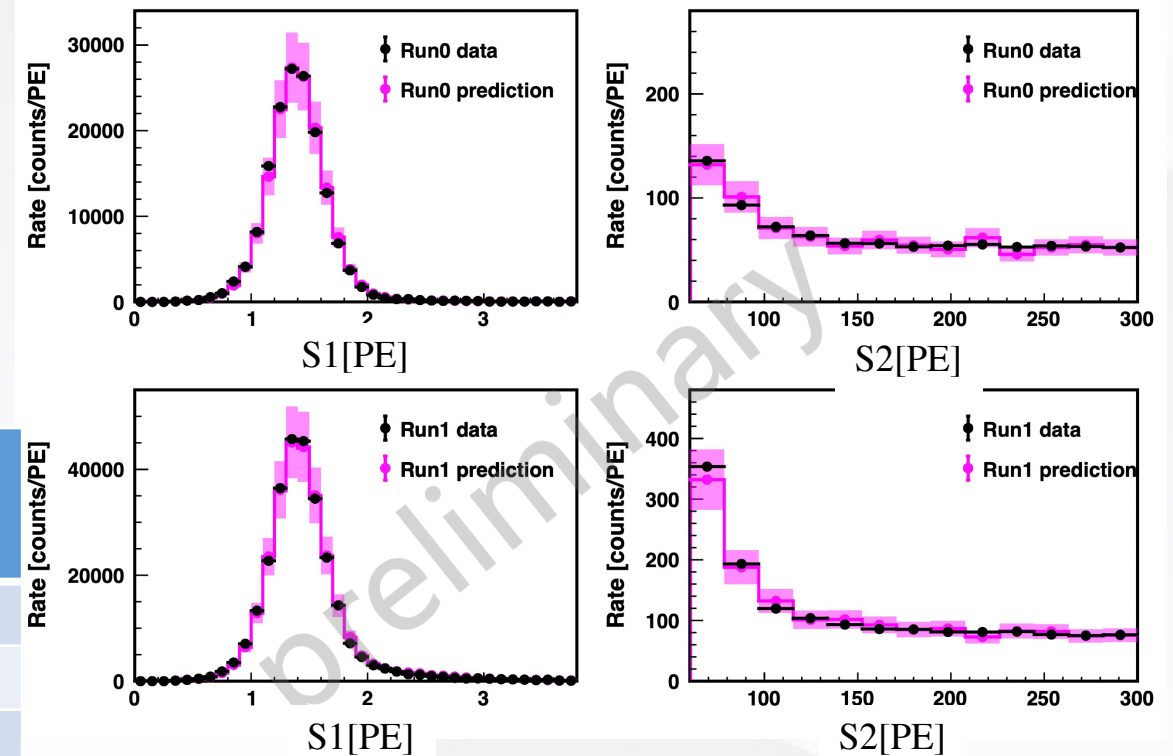 Rate [counts/PE]
30000
20000
10000
0
Run0 data
Run0 prediction
0 1 2 3
S1[PE]
Rate [counts/PE]
200
100
0
Run0 data
Run0 prediction
100 150 200 250 300
S2[PE]
Rate [counts/PE]
40000
20000
0
Run1 data
Run1 prediction
0 1 2 3
S1[PE]
Rate [counts/PE]
400
300
200
100
0
Run1 data
Run1 prediction
100 150 200 250 300
S2[PE]
preliminary